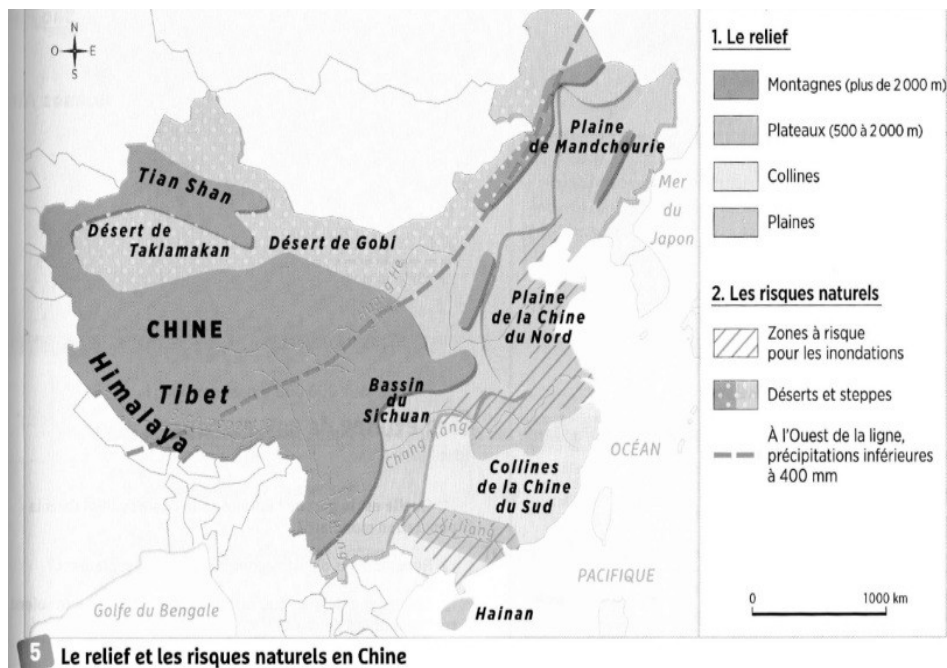 N
O E
S
Tian Shan
Désert de
Taklamakan
Désert de Gobi
Plaine
de Mandchourie
Mer
du
Japon
CHINE
Himalaya
Tibet
Huang He
Plaine
de la Chine
du Nord
Bassin
du
Sichuan
Chang Jiang
Collines
de la Chine
du Sud
OCÉAN
Xi Jiang
PACIFIQUE
Golfe du Bengale
Hainan
1. Le relief
Montagnes (plus de 2 000 m)
Plateaux (500 à 2 000 m)
Collines
Plaines
2. Les risques naturels
Zones à risque
pour les inondations
Déserts et steppes
À l'Ouest de la ligne,
précipitations inférieures
à 400 mm
0 1000 km
5 Le relief et les risques naturels en Chine